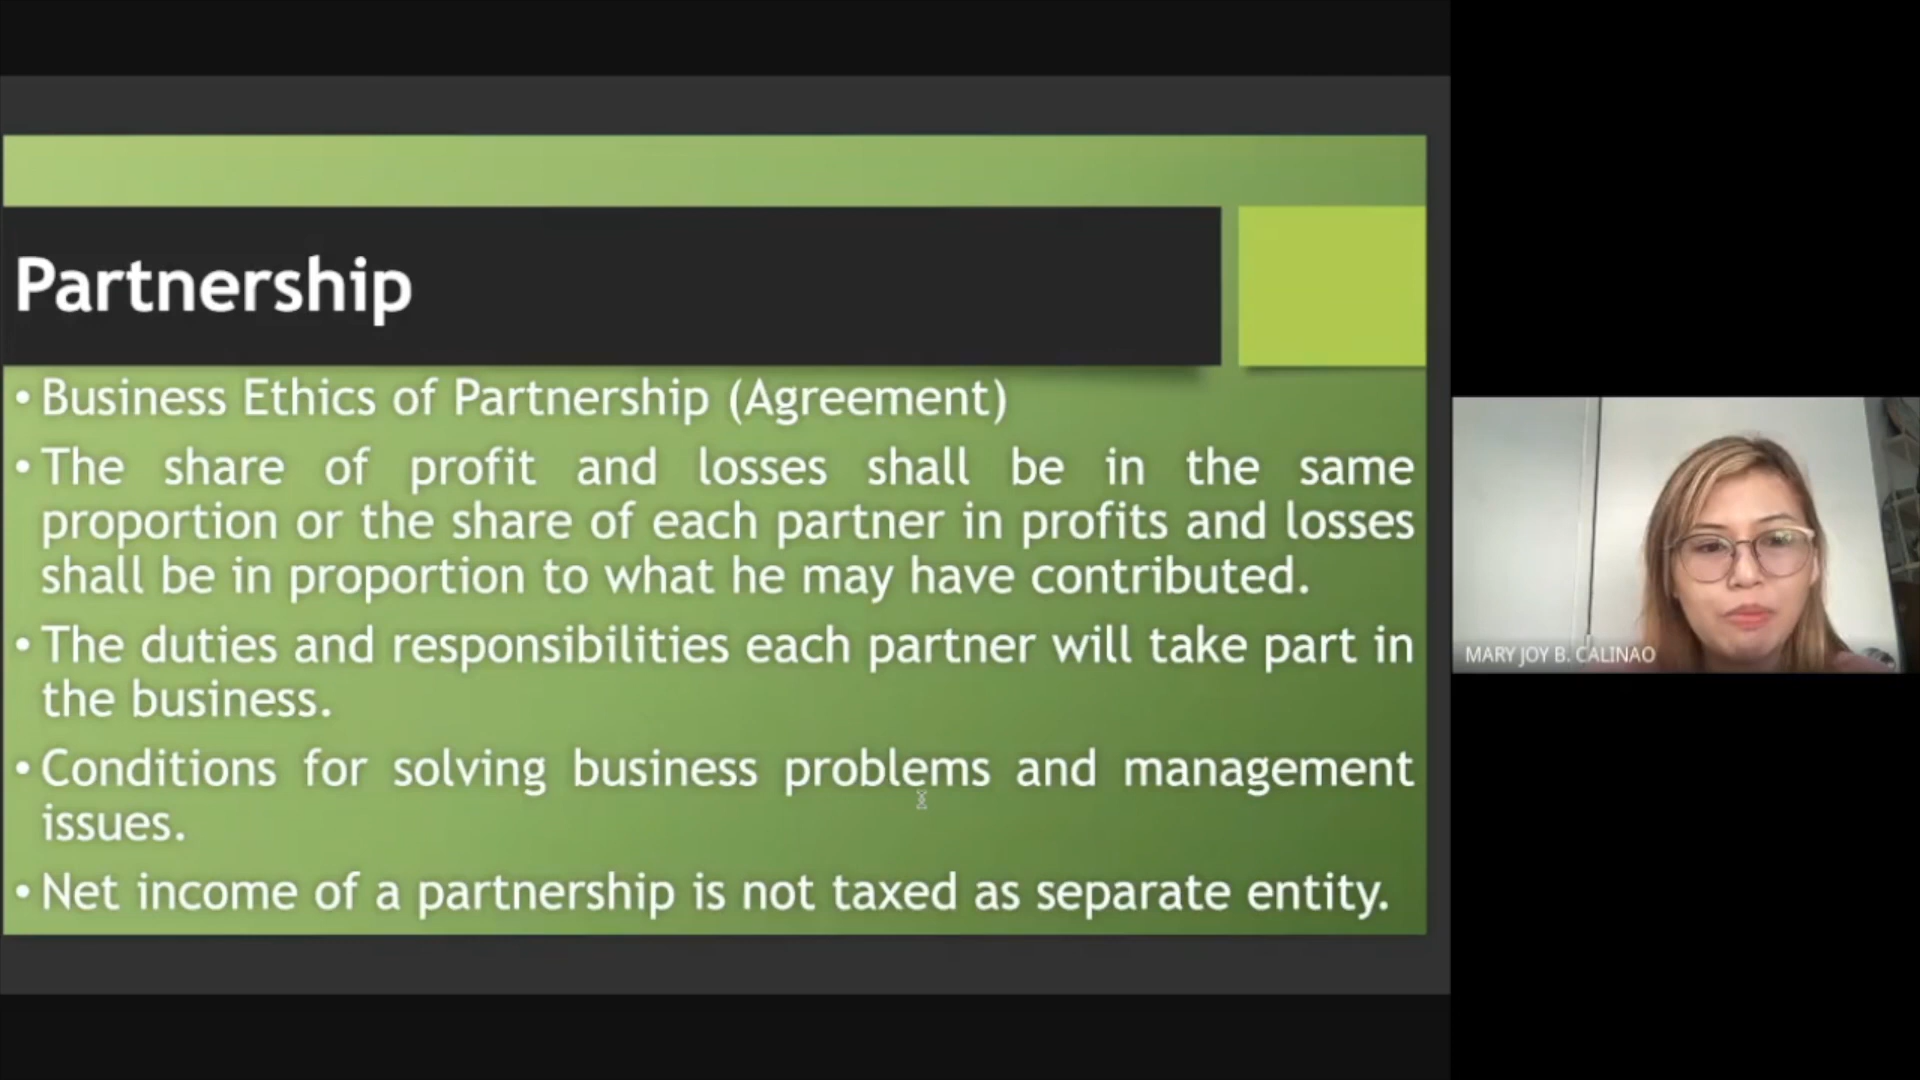 Partnership
• Business Ethics of Partnership (Agreement)
• The share of profit and losses shall be in the same
proportion or the share of each partner in profits and losses
shall be in proportion to what he may have contributed.
• The duties and responsibilities each partner will take part in
the business.
• Conditions for solving business problems and management
issues.
• Net income of a partnership is not taxed as separate entity.
MARY JOY B. CALINAO